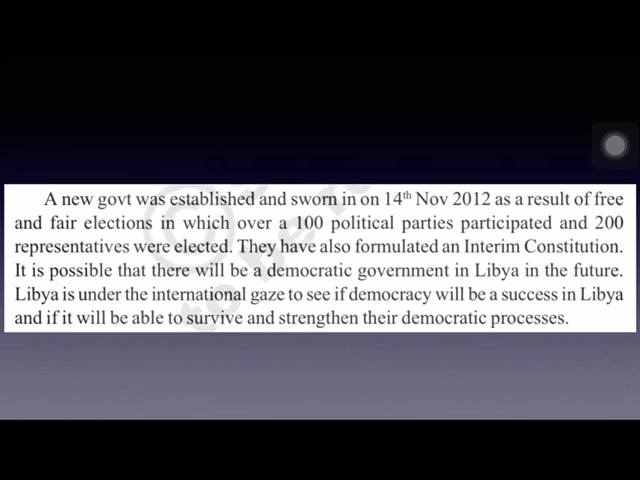 A new govt was established and sworn in on 14th Nov 2012 as a result of free
and fair elections in which over a 100 political parties participated and 200
representatives were elected. They have also formulated an Interim Constitution.
It is possible that there will be a democratic government in Libya in the future.
Libya is under the international gaze to see if democracy will be a success in Libya
and if it will be able to survive and strengthen their democratic processes.